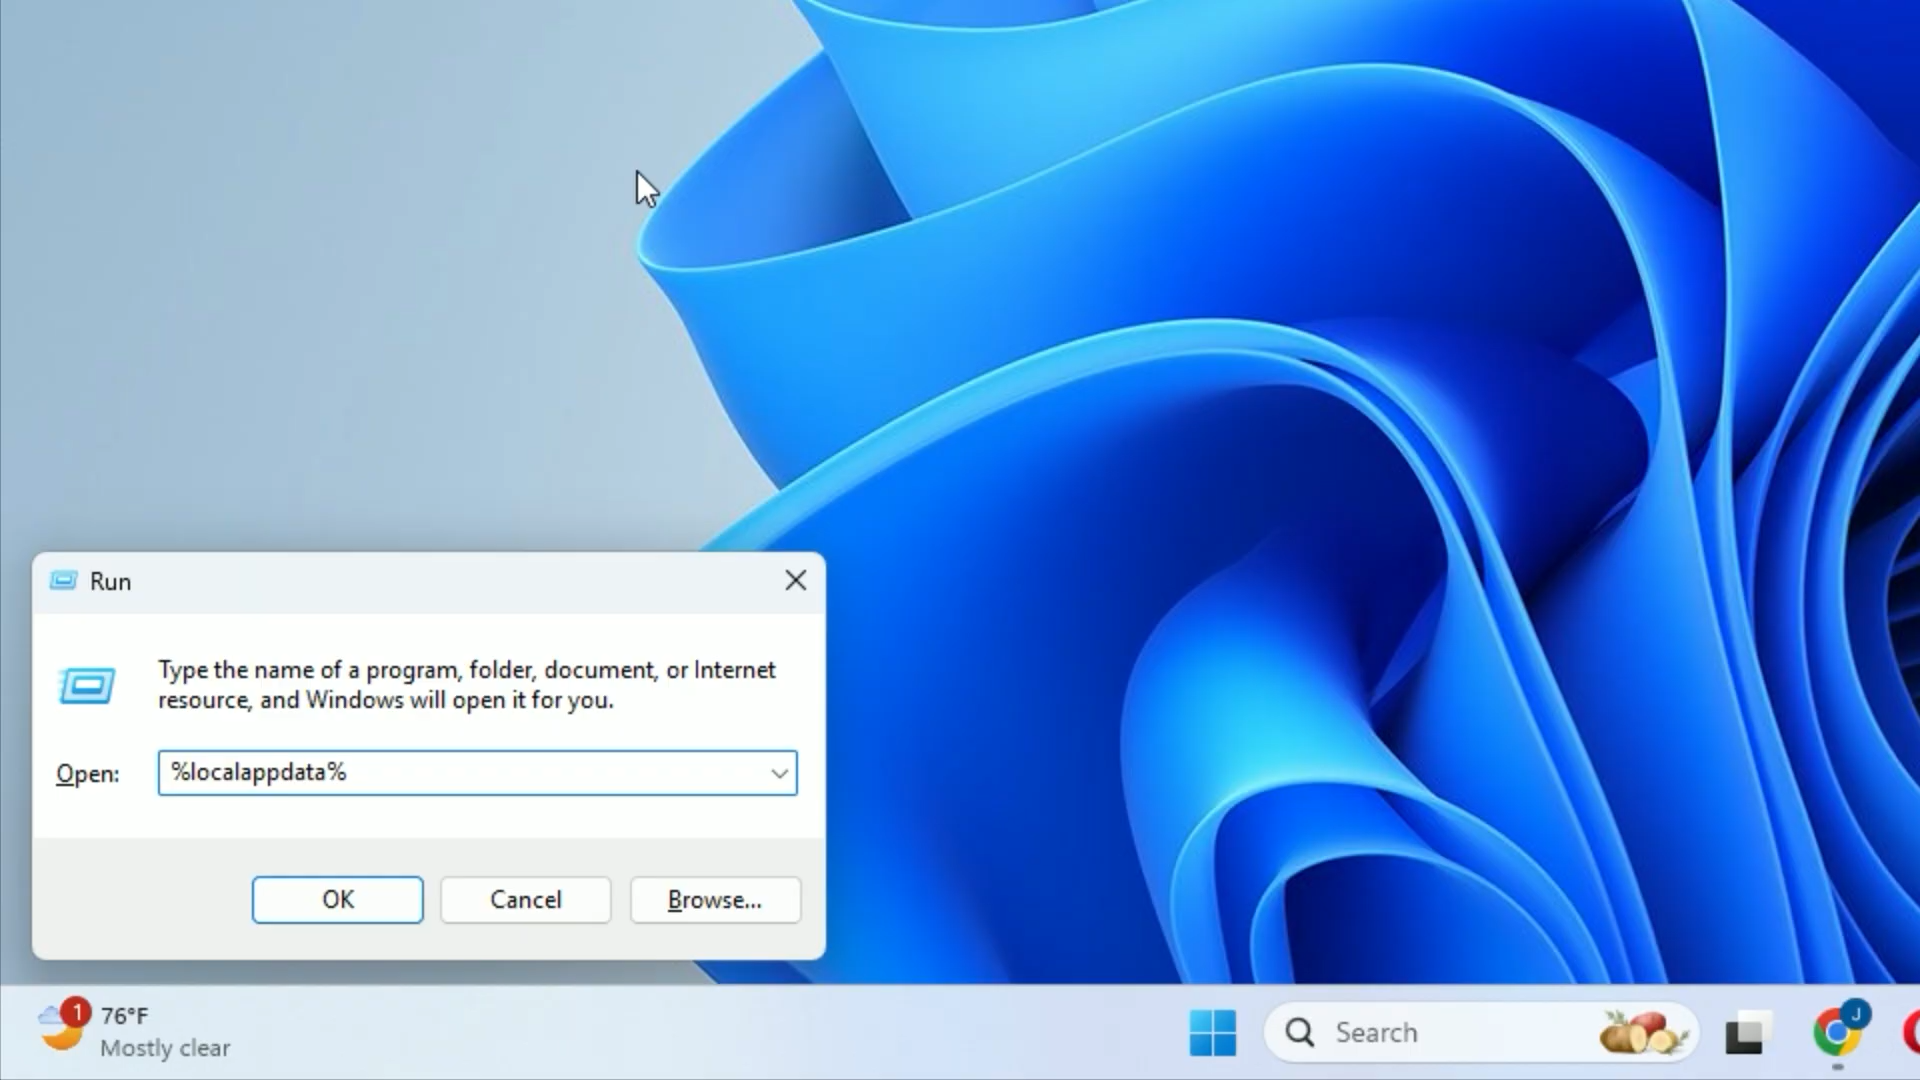 Run
Type the name of a program, folder, document, or Internet
resource, and Windows will open it for you.
Open:
%localappdata%
OK
Cancel
Browse...
1
76°F
Mostly clear
Search
J